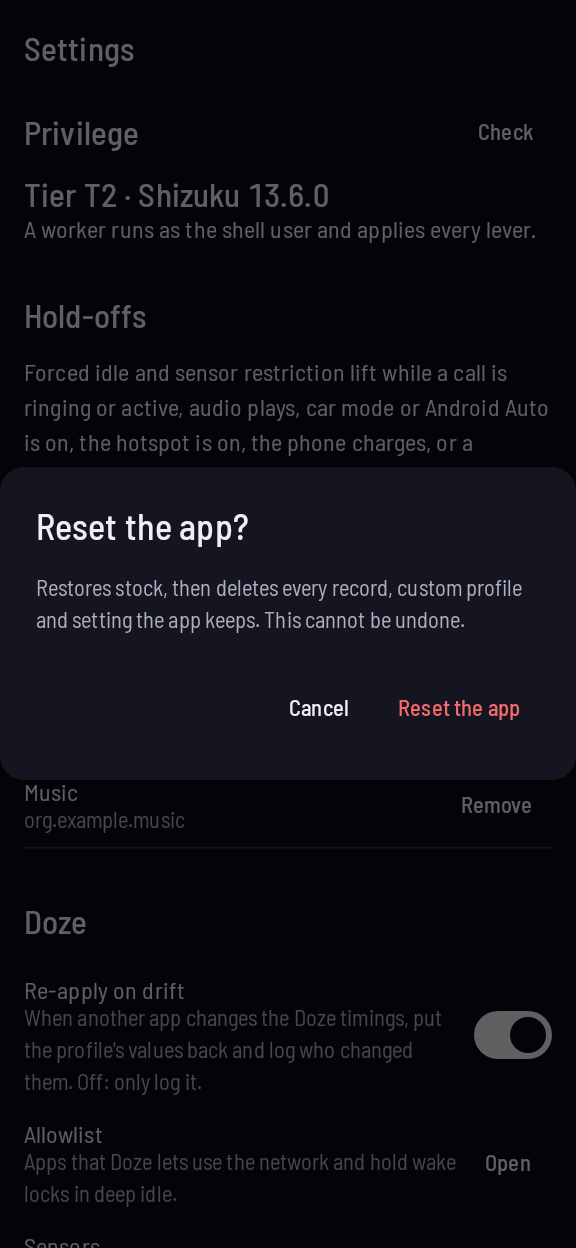 Settings
Privilege
Check
Tier T2 · Shizuku 13.6.0
A worker runs as the shell user and applies every lever.
Hold-offs
Forced idle and sensor restriction lift while a call is
ringing or active, audio plays, car mode or Android Auto
is on, the hotspot is on, the phone charges, or a
Reset the app?
Restores stock, then deletes every record, custom profile
and setting the app keeps. This cannot be undone.
Cancel
Reset the app
Music
org.example.music
Remove
Doze
Re-apply on drift
When another app changes the Doze timings, put
the profile's values back and log who changed
them. Off: only log it.
Allowlist
Apps that Doze lets use the network and hold wake
locks in deep idle.
Open
Sensors